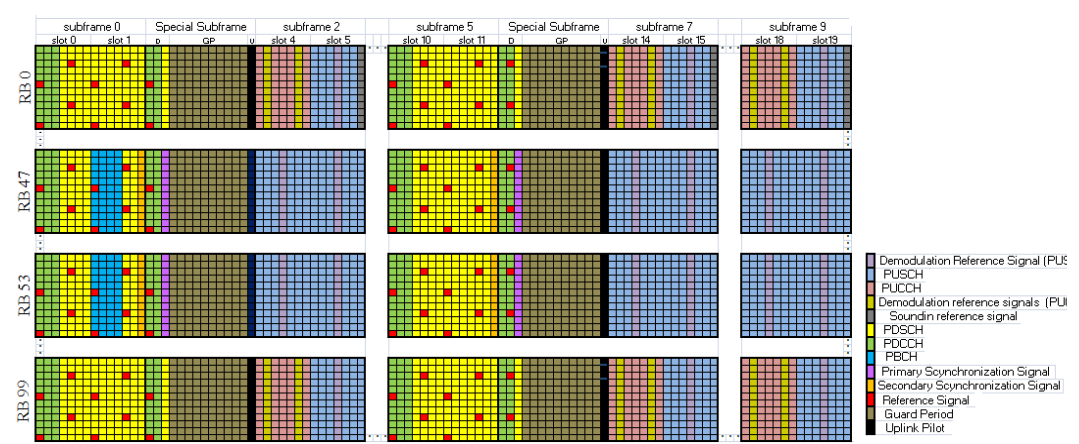 subframe 0 Special Subframe subframe 2 subframe 5 Special Subframe subframe 7 subframe 9
slot 0 slot 1 D GP U slot 4 slot 5 slot 10 slot 11 D GP U slot 14 slot 15 slot 18 slot19
RB 0
RB 47
RB 53
RB 99
Demodulation Reference Signal (PUS
PUSCH
PUCCH
Demodulation reference signals (PU
Soundin reference signal
PDSCH
PDCCH
PBCH
Primary Scynchronization Signal
Secondary Scynchronization Signal
Reference Signal
Guard Period
Uplink Pilot